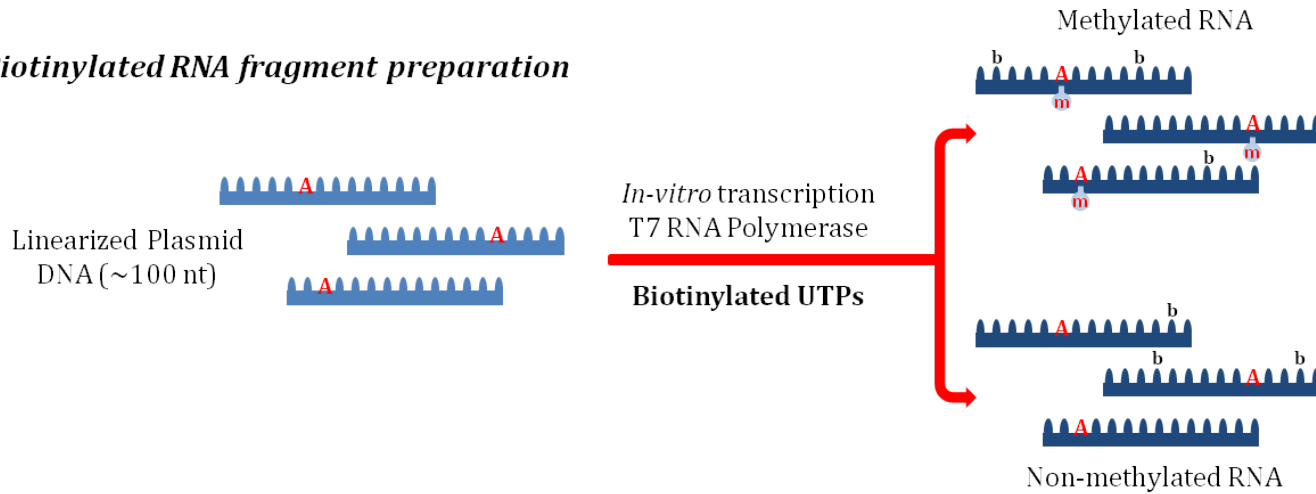 Methylated RNA
iotinylated RNA fragment preparation
b b
A
m
A
m
b
A
m
A
A
A
Linearized Plasmid
DNA (~100 nt)
In-vitro transcription
T7 RNA Polymerase
Biotinylated UTPs
b
A
b b
A
A
Non-methylated RNA